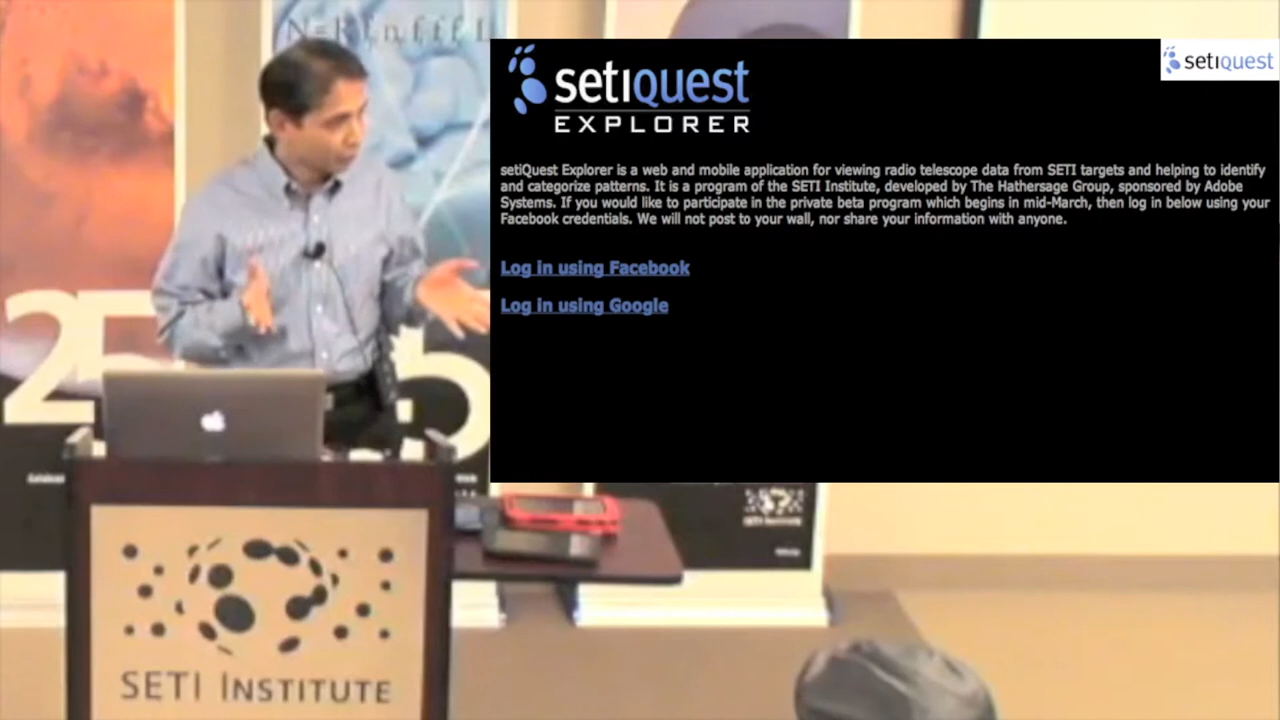 setiquest
EXPLORER
setiquest
setiQuest Explorer is a web and mobile application for viewing radio telescope data from SETI targets and helping to identify
and categorize patterns. It is a program of the SETI Institute, developed by The Hathersage Group, sponsored by Adobe
Systems. If you would like to participate in the private beta program which begins in mid-March, then log in below using your
Facebook credentials. We will not post to your wall, nor share your information with anyone.
Log in using Facebook
Log in using Google
25
SETI Institute
SETI INSTITUTE